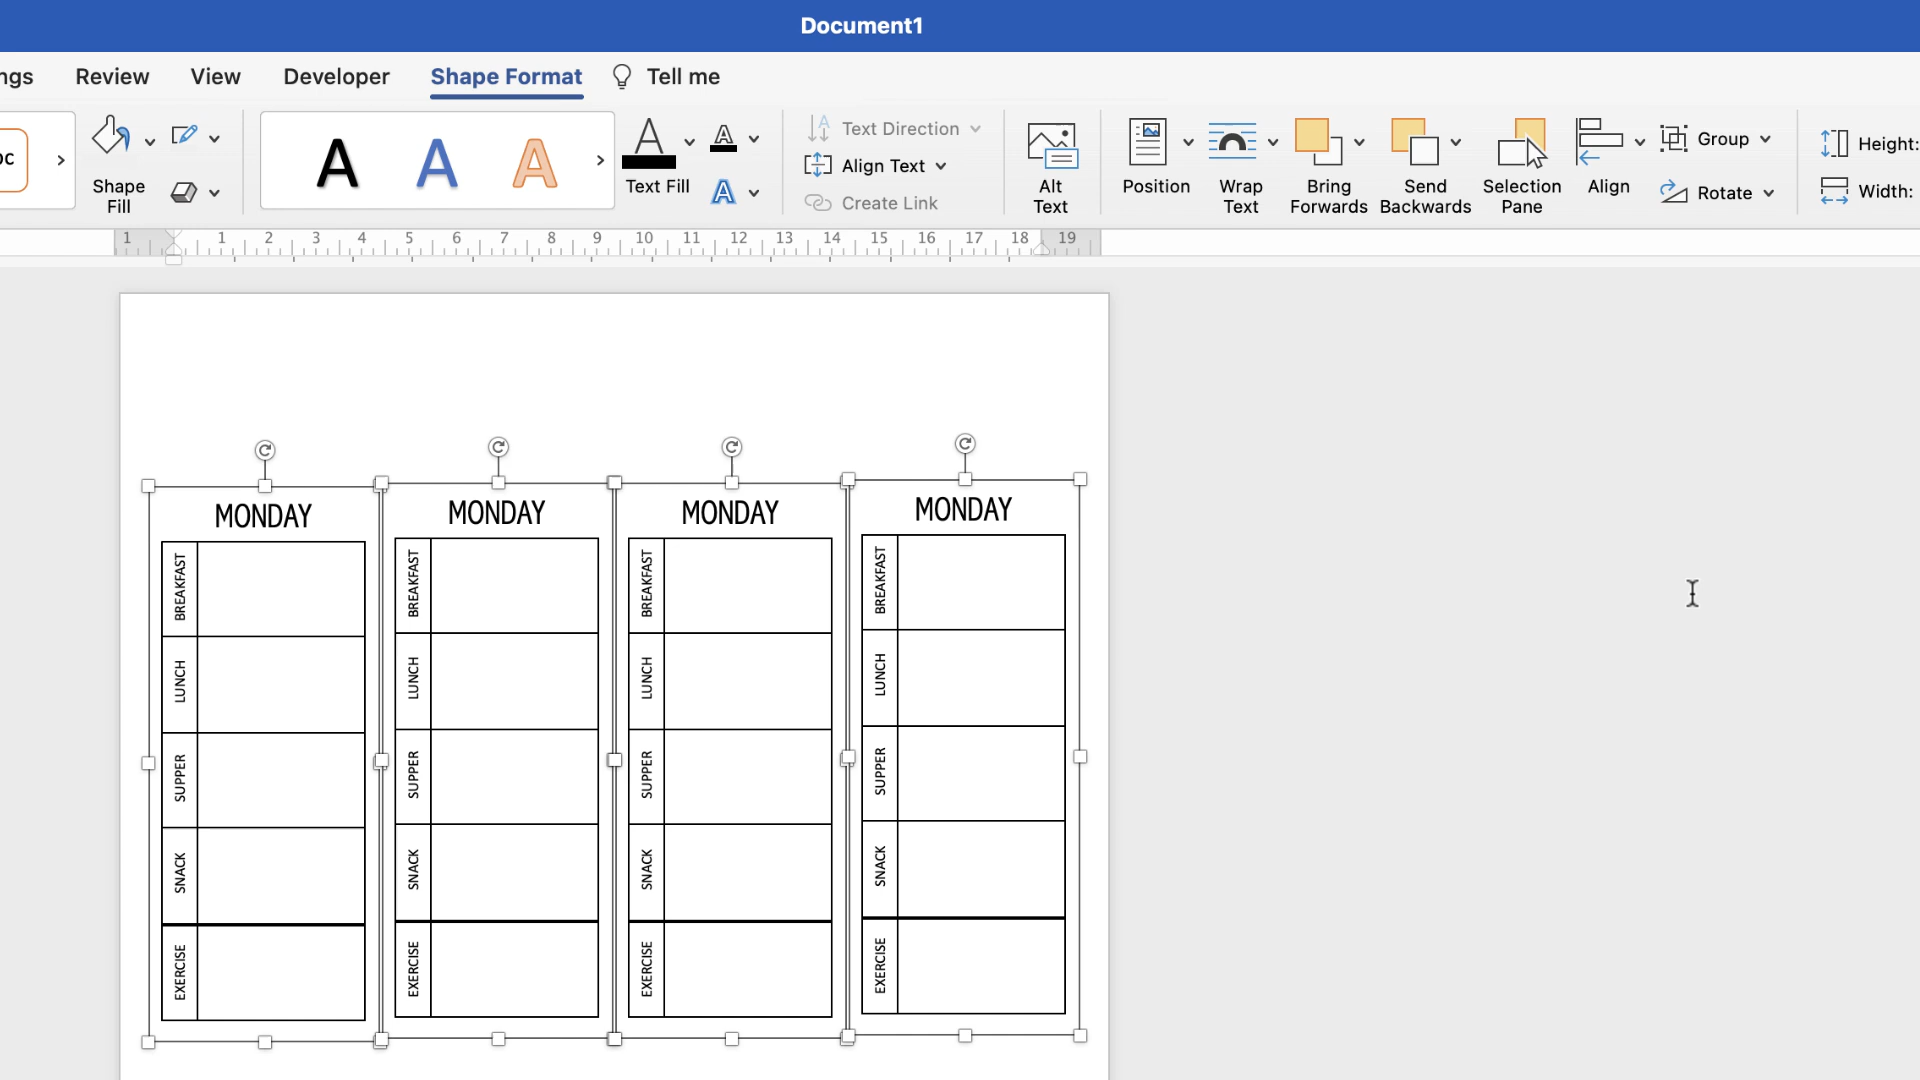 Document1
ngs Review View Developer Shape Format Tell me
Shape Fill
A A A
Text Fill
Text Direction
Align Text
Create Link
Alt Text
Position
Wrap Text
Bring Forwards
Send Backwards
Selection Pane
Align
Group
Rotate
Height:
Width:
1 1 2 3 4 5 6 7 8 9 10 11 12 13 14 15 16 17 18 19
MONDAY
BREAKFAST
LUNCH
SUPPER
SNACK
EXERCISE
MONDAY
BREAKFAST
LUNCH
SUPPER
SNACK
EXERCISE
MONDAY
BREAKFAST
LUNCH
SUPPER
SNACK
EXERCISE
MONDAY
BREAKFAST
LUNCH
SUPPER
SNACK
EXERCISE